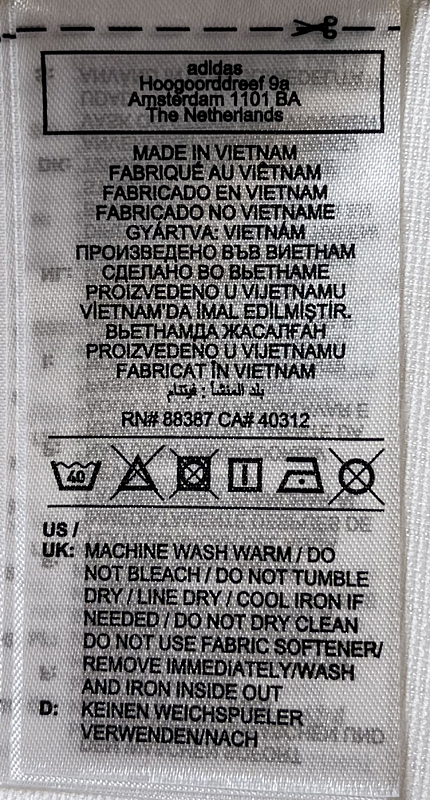 adidas
Hoogoorddreef 9a
Amsterdam 1101 BA
The Netherlands
MADE IN VIETNAM
FABRIQUÉ AU VIÊTNAM
FABRICADO EN VIETNAM
FABRICADO NO VIETNAME
GYÁRTVA: VIETNÁM
ПРОИЗВЕДЕНО ВЪВ ВИЕТНАМ
СДЕЛАНО ВО ВЬЕТНАМЕ
PROIZVEDENO U VIJETNAMU
VİETNAM'DA İMAL EDİLMİŞTİR.
ВЬЕТНАМДА ЖАСАЛҒАН
PROIZVEDENO U VIJETNAMU
FABRICAT ÎN VIETNAM
بلد المنشأ : فيتنام
RN# 88387 CA# 40312
40
US /
UK: MACHINE WASH WARM / DO
NOT BLEACH / DO NOT TUMBLE
DRY / LINE DRY / COOL IRON IF
NEEDED / DO NOT DRY CLEAN
DO NOT USE FABRIC SOFTENER/
REMOVE IMMEDIATELY/WASH
AND IRON INSIDE OUT
D: KEINEN WEICHSPUELER
VERWENDEN/NACH